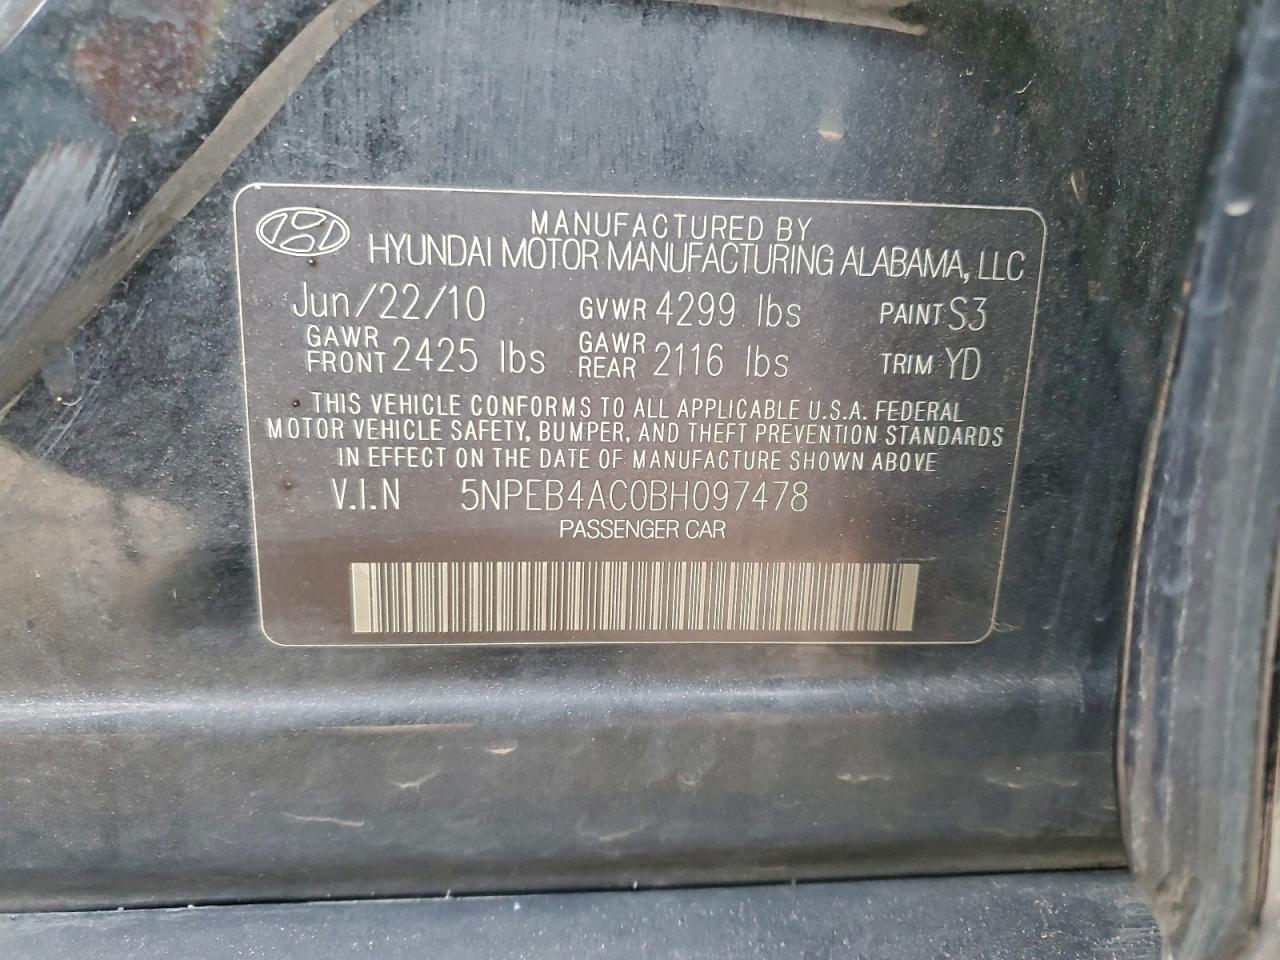 MANUFACTURED BY
HYUNDAI MOTOR MANUFACTURING ALABAMA, LLC
Jun/22/10 GVWR 4299 lbs PAINT S3
GAWR FRONT 2425 lbs GAWR REAR 2116 lbs TRIM YD
THIS VEHICLE CONFORMS TO ALL APPLICABLE U.S.A. FEDERAL
MOTOR VEHICLE SAFETY, BUMPER, AND THEFT PREVENTION STANDARDS
IN EFFECT ON THE DATE OF MANUFACTURE SHOWN ABOVE
V.I.N 5NPEB4AC0BH097478
PASSENGER CAR